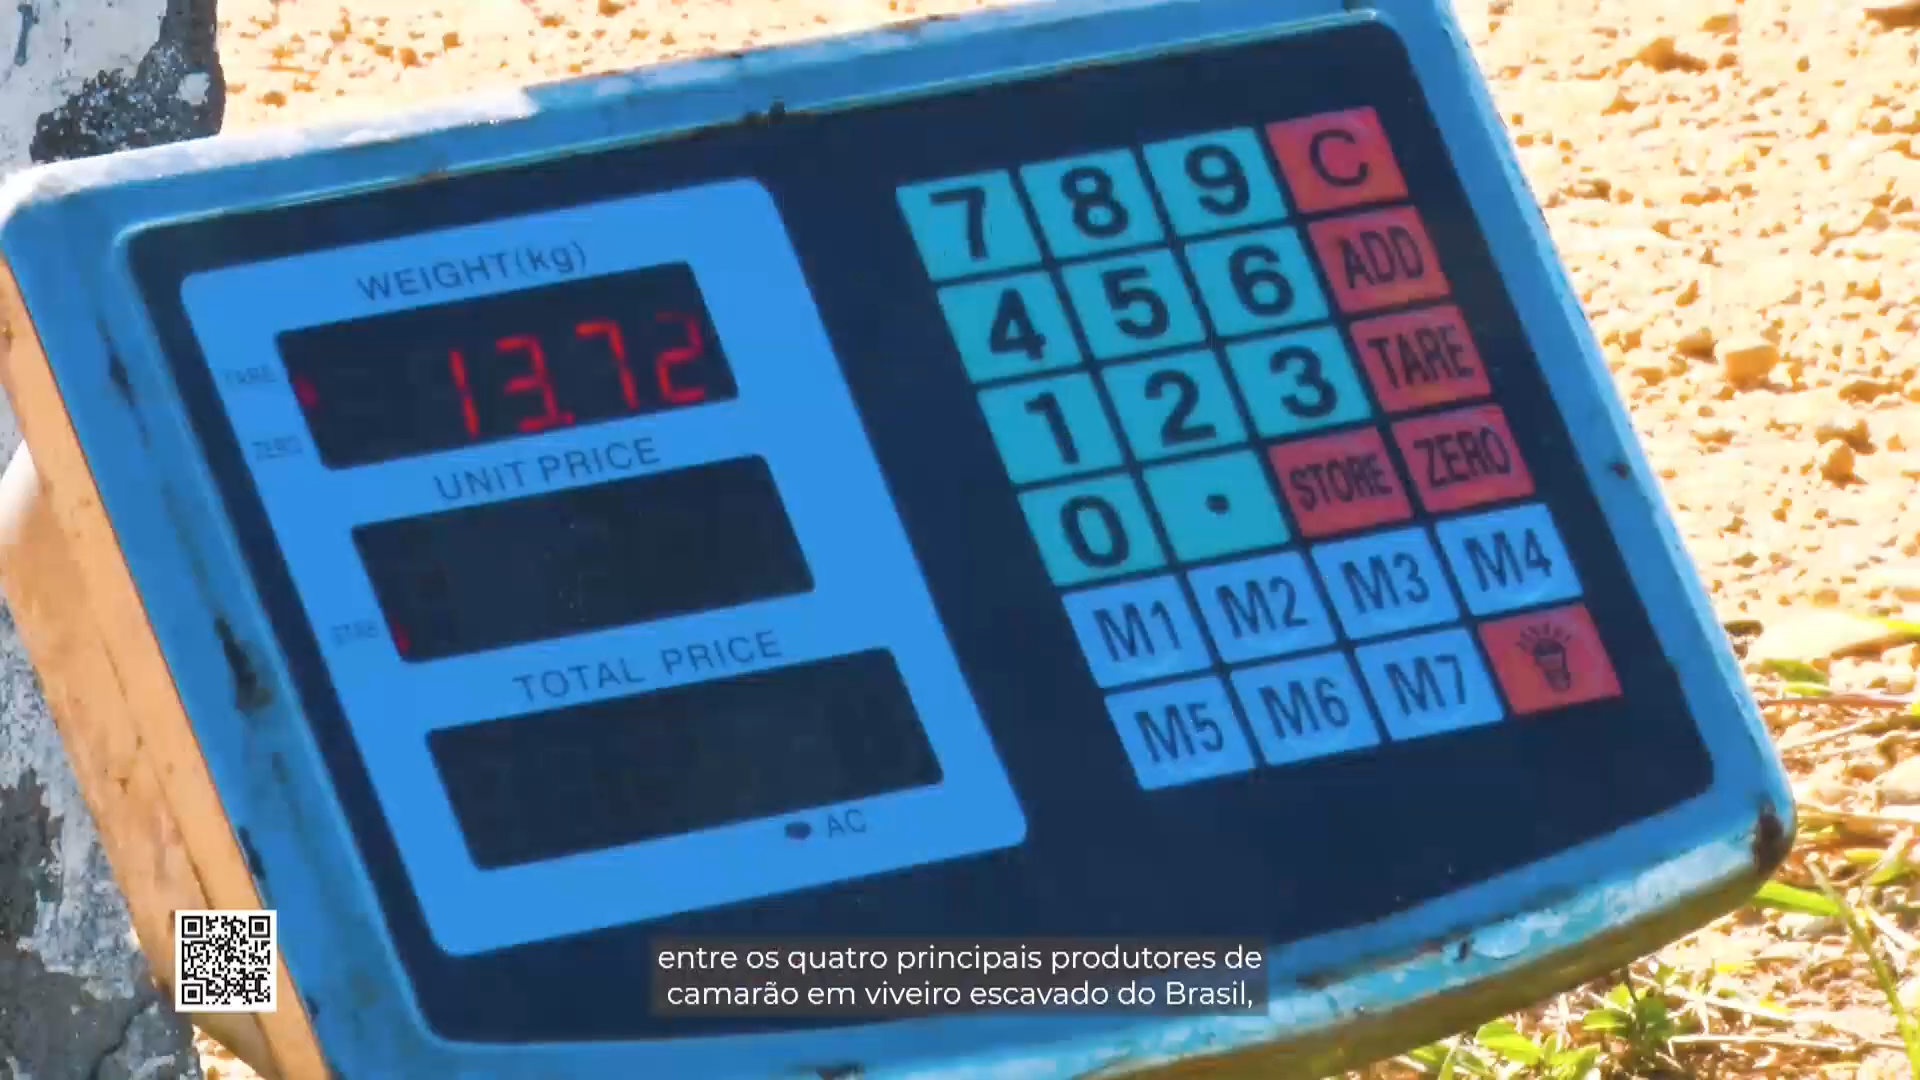 WEIGHT(kg)
TARE
13.72
ZERO
UNIT PRICE
TOTAL PRICE
AC
7 8 9 C
4 5 6 ADD
1 2 3 TARE
0 . STORE ZERO
M1 M2 M3 M4
M5 M6 M7
entre os quatro principais produtores de
camarão em viveiro escavado do Brasil,